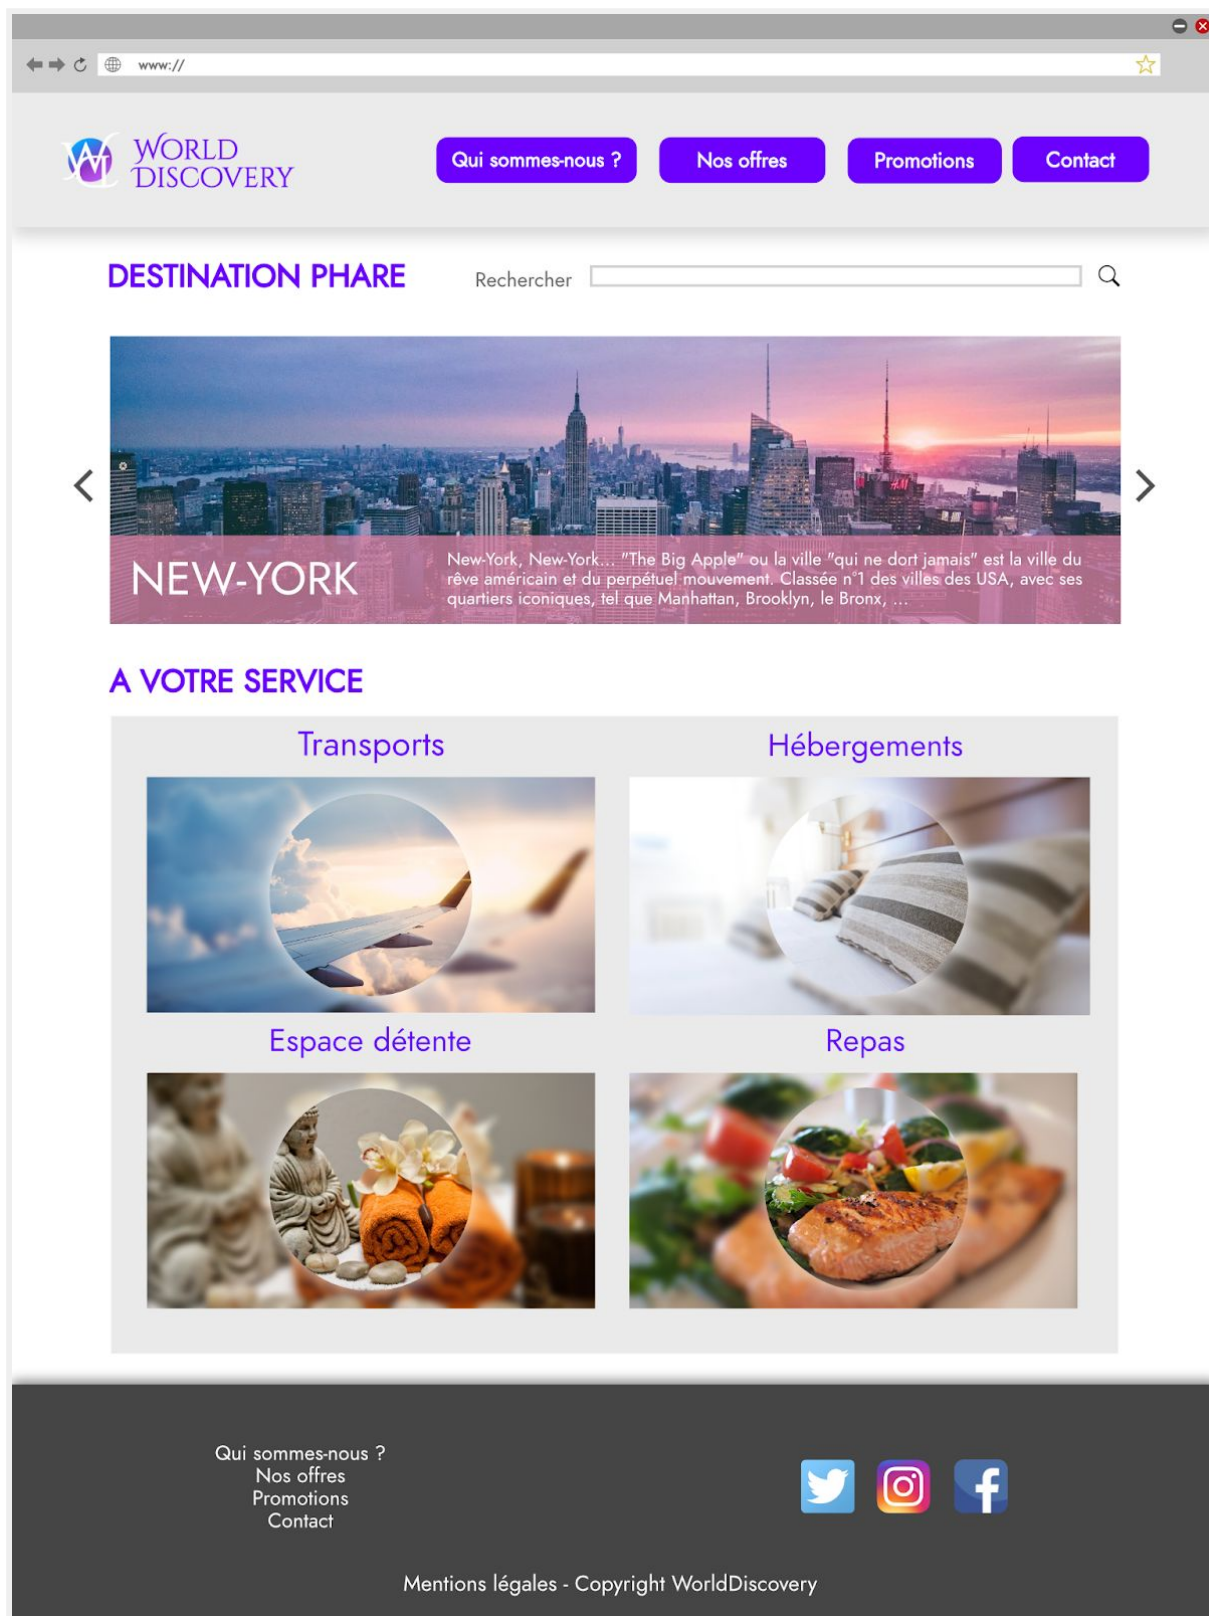 www://
WORLD
DISCOVERY
Qui sommes-nous ?
Nos offres
Promotions
Contact
DESTINATION PHARE
Rechercher
NEW-YORK
New-York, New-York... "The Big Apple" ou la ville "qui ne dort jamais" est la ville du
rêve américain et du perpétuel mouvement. Classée n°1 des villes des USA, avec ses
quartiers iconiques, tel que Manhattan, Brooklyn, le Bronx, ...
A VOTRE SERVICE
Transports
Hébergements
Espace détente
Repas
Qui sommes-nous ?
Nos offres
Promotions
Contact
Mentions légales - Copyright WorldDiscovery